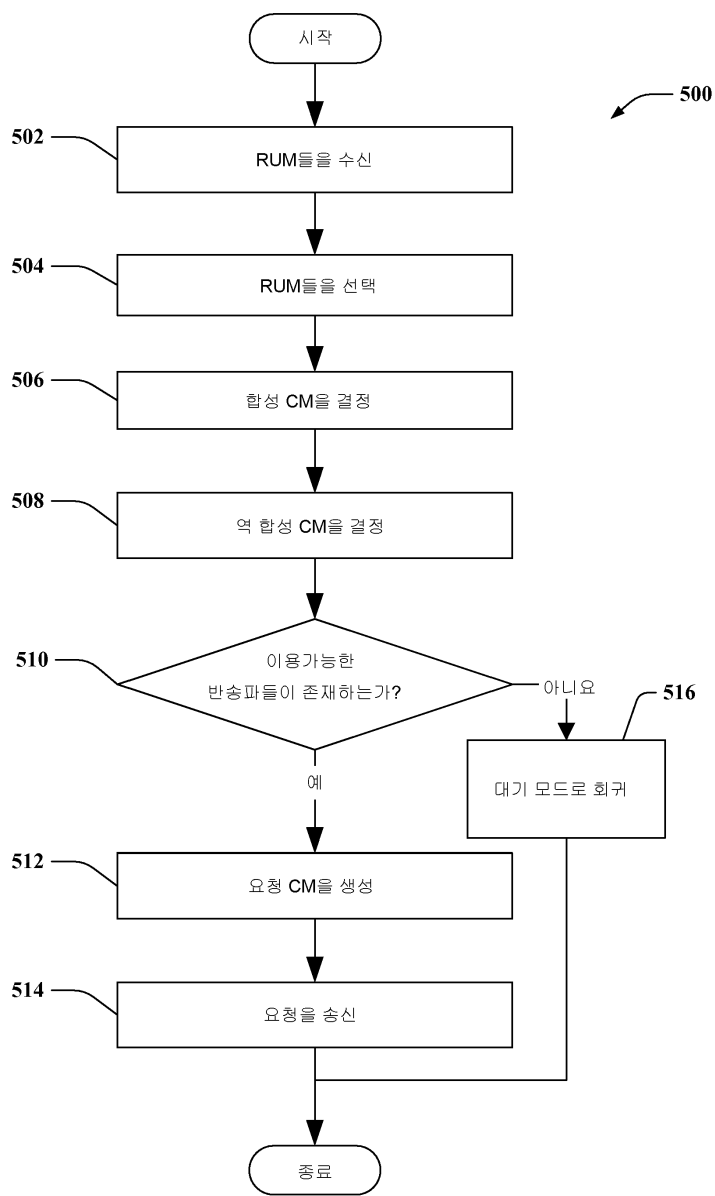 시작
500
502
RUM들을 수신
504
RUM들을 선택
506
합성 CM을 결정
508
역 합성 CM을 결정
510
이용가능한
반송파들이 존재하는가?
아니요
516
대기 모드로 회귀
예
512
요청 CM을 생성
514
요청을 송신
종료